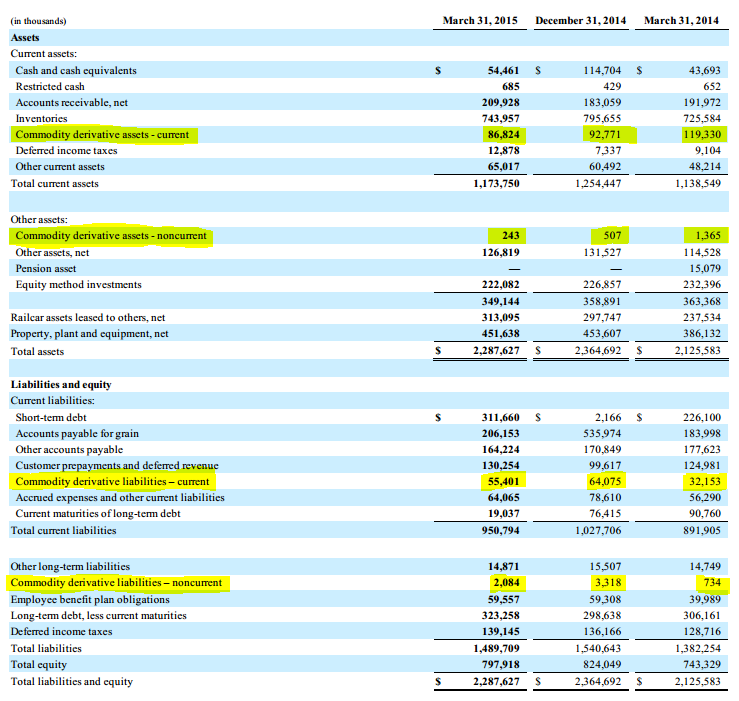 (in thousands) March 31, 2015 December 31, 2014 March 31, 2014
Assets
Current assets:
Cash and cash equivalents $ 54,461 $ 114,704 $ 43,693
Restricted cash 685 429 652
Accounts receivable, net 209,928 183,059 191,972
Inventories 743,957 795,655 725,584
Commodity derivative assets - current 86,824 92,771 119,330
Deferred income taxes 12,878 7,337 9,104
Other current assets 65,017 60,492 48,214
Total current assets 1,173,750 1,254,447 1,138,549
Other assets:
Commodity derivative assets - noncurrent 243 507 1,365
Other assets, net 126,819 131,527 114,528
Pension asset — — 15,079
Equity method investments 222,082 226,857 232,396
349,144 358,891 363,368
Railcar assets leased to others, net 313,095 297,747 237,534
Property, plant and equipment, net 451,638 453,607 386,132
Total assets $ 2,287,627 $ 2,364,692 $ 2,125,583
Liabilities and equity
Current liabilities:
Short-term debt $ 311,660 $ 2,166 $ 226,100
Accounts payable for grain 206,153 535,974 183,998
Other accounts payable 164,224 170,849 177,623
Customer prepayments and deferred revenue 130,254 99,617 124,981
Commodity derivative liabilities – current 55,401 64,075 32,153
Accrued expenses and other current liabilities 64,065 78,610 56,290
Current maturities of long-term debt 19,037 76,415 90,760
Total current liabilities 950,794 1,027,706 891,905
Other long-term liabilities 14,871 15,507 14,749
Commodity derivative liabilities – noncurrent 2,084 3,318 734
Employee benefit plan obligations 59,557 59,308 39,989
Long-term debt, less current maturities 323,258 298,638 306,161
Deferred income taxes 139,145 136,166 128,716
Total liabilities 1,489,709 1,540,643 1,382,254
Total equity 797,918 824,049 743,329
Total liabilities and equity $ 2,287,627 $ 2,364,692 $ 2,125,583